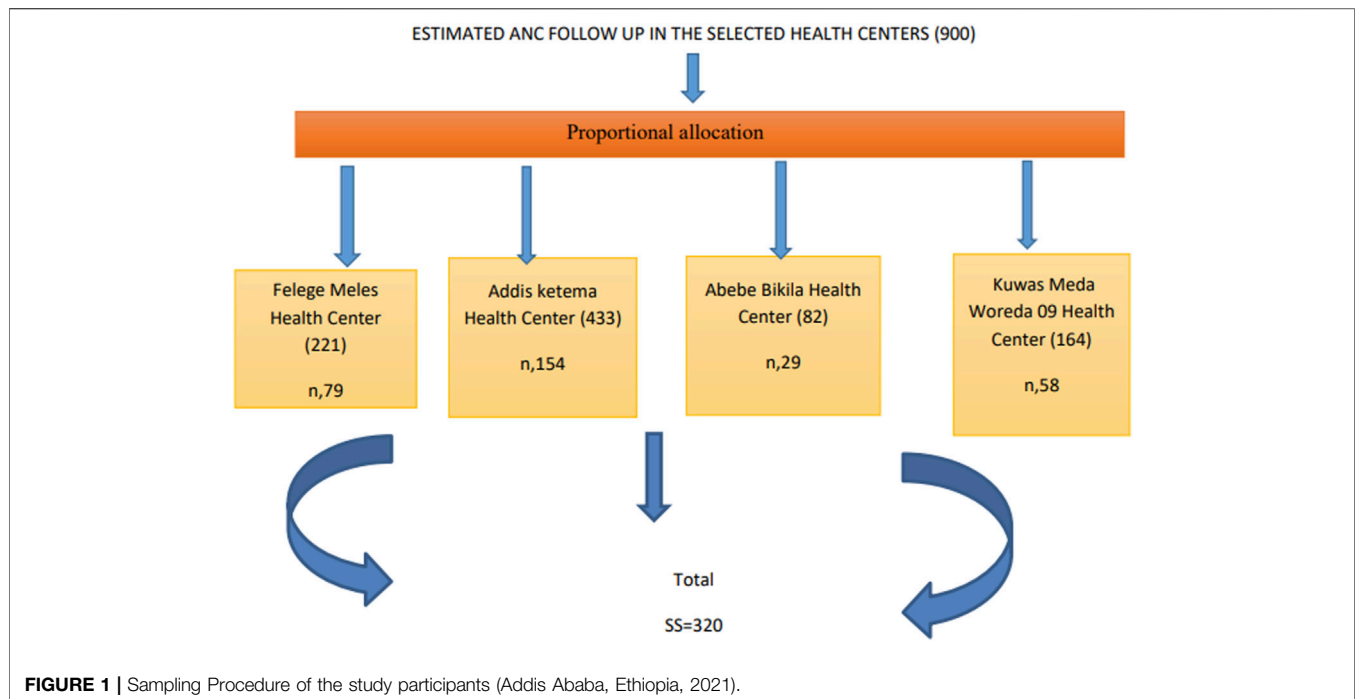 ESTIMATED ANC FOLLOW UP IN THE SELECTED HEALTH CENTERS (900)
Proportional allocation
Felege Meles
Health Center
(221)
n,79
Addis ketema
Health Center (433)
n,154
Abebe Bikila Health
Center (82)
n,29
Kuwas Meda
Woreda 09 Health
Center (164)
n,58
Total
SS=320
FIGURE 1 | Sampling Procedure of the study participants (Addis Ababa, Ethiopia, 2021).